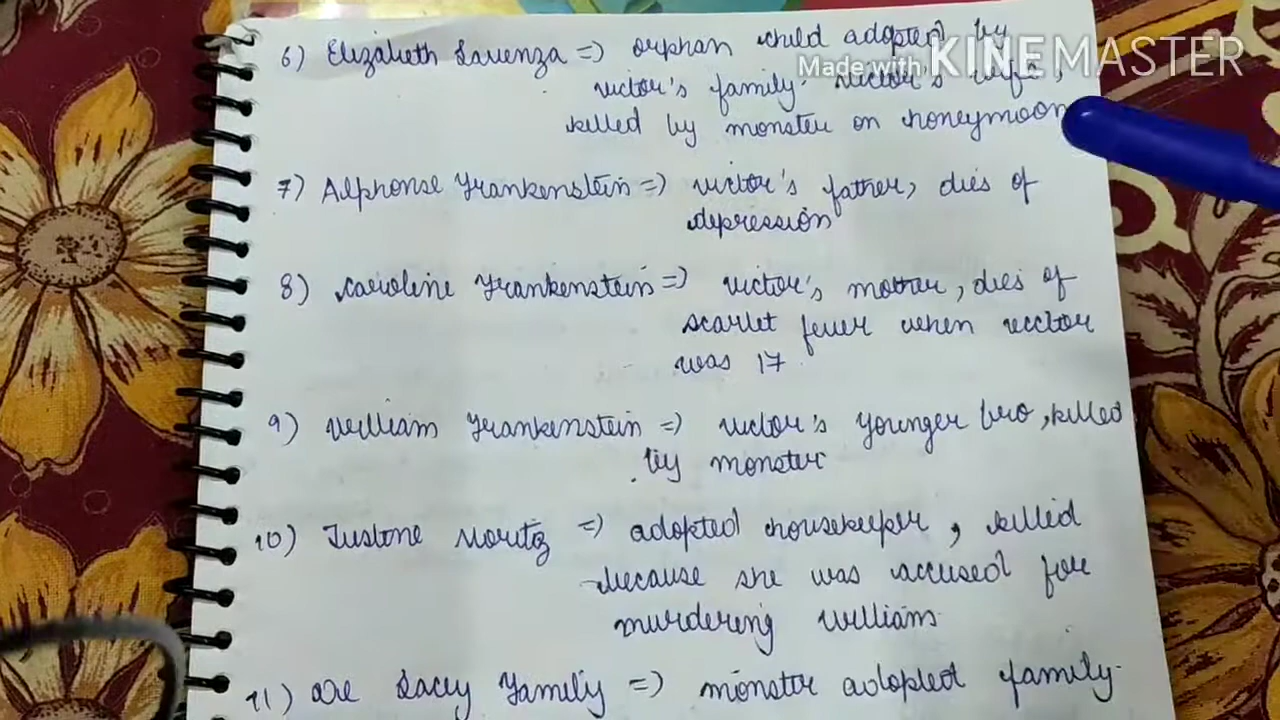 6) Elizabeth Lavenza => orphan child adopted by
Made with KINEMASTER
victor's family. victor's wife,
killed by monster on honeymoon
7) Alphonse Frankenstein => victor's father, dies of
depression
8) Caroline Frankenstein => victor's mother, dies of
scarlet fever when victor
was 17.
9) William Frankenstein => victor's younger bro, killed
by monster
10) Justine Moritz => adopted housekeeper, killed
because she was accused for
murdering william
11) De Lacey Family => monster adopted family.